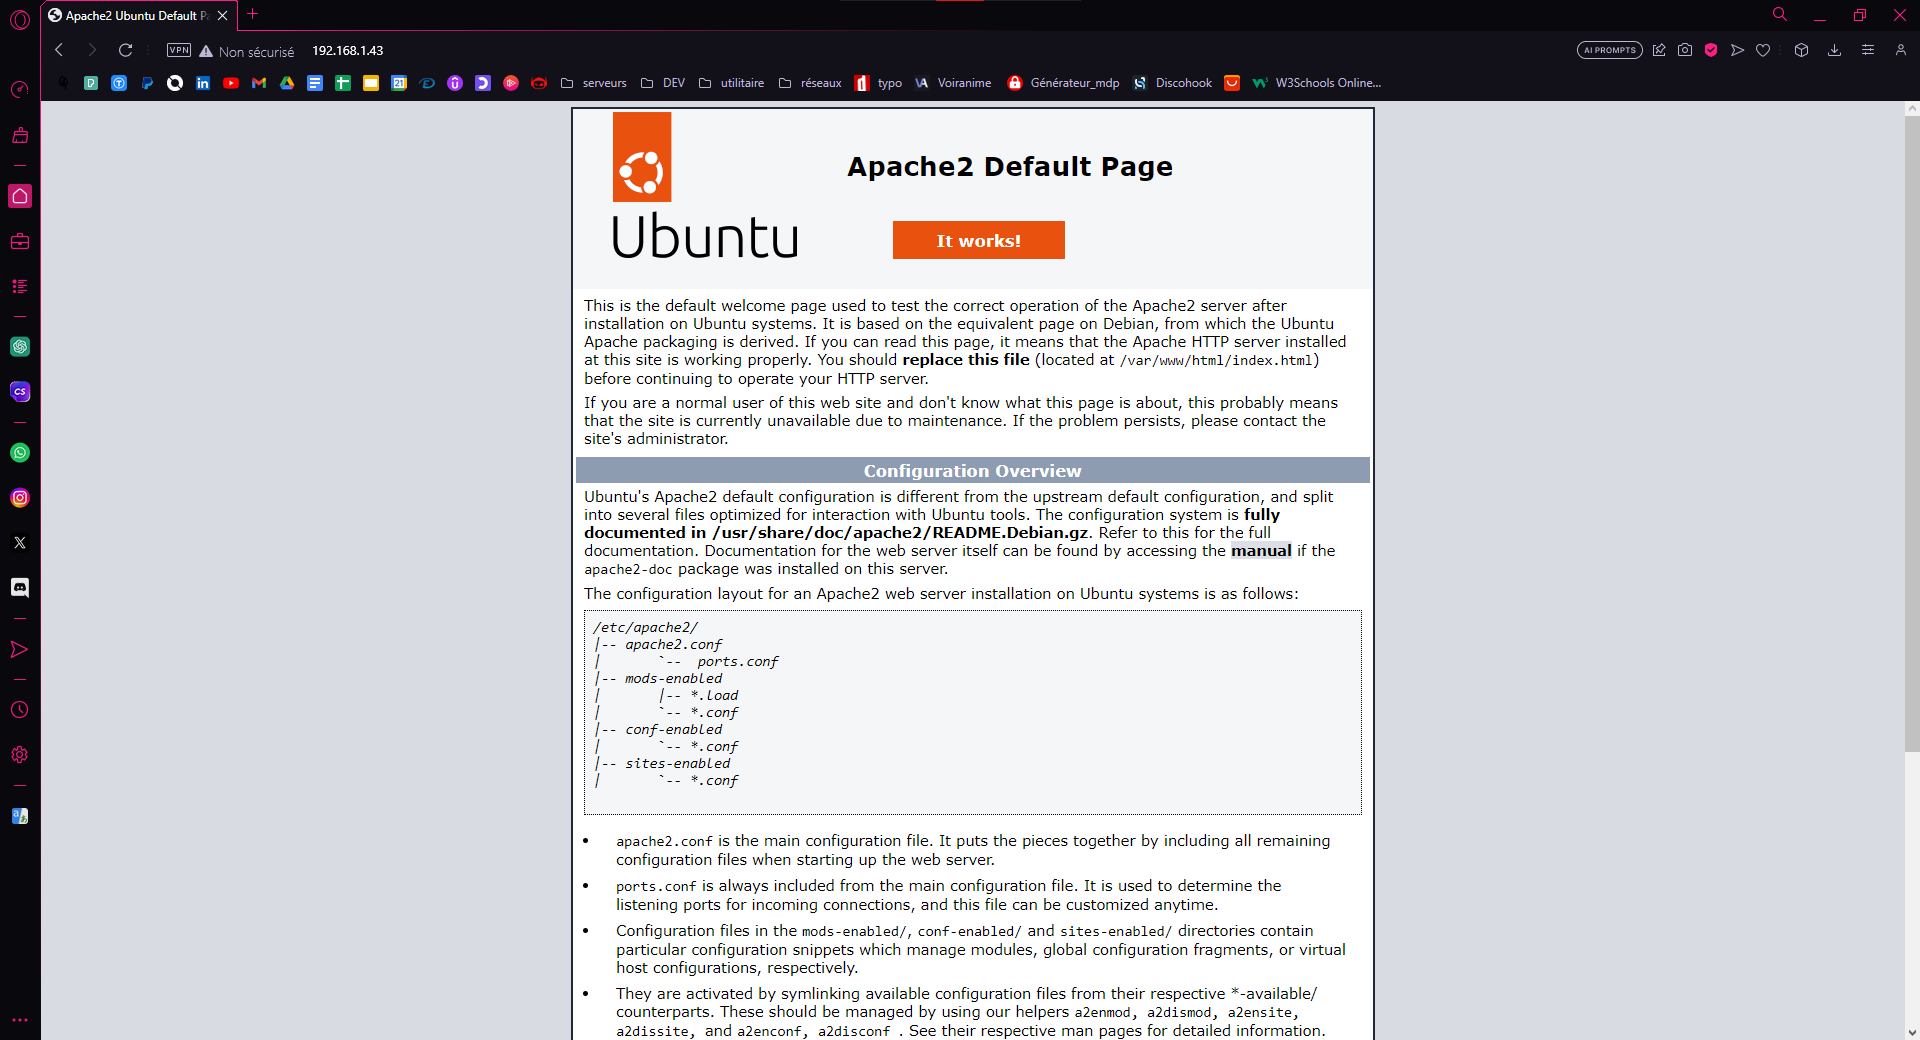 Apache2 Ubuntu Default P
VPN Non sécurisé 192.168.1.43 AI PROMPTS
serveurs DEV utilitaire réseaux typo Voiranime Générateur_mdp Discohook W3Schools Online...
Apache2 Default Page
Ubuntu
It works!
This is the default welcome page used to test the correct operation of the Apache2 server after
installation on Ubuntu systems. It is based on the equivalent page on Debian, from which the Ubuntu
Apache packaging is derived. If you can read this page, it means that the Apache HTTP server installed
at this site is working properly. You should replace this file (located at /var/www/html/index.html)
before continuing to operate your HTTP server.
If you are a normal user of this web site and don't know what this page is about, this probably means
that the site is currently unavailable due to maintenance. If the problem persists, please contact the
site's administrator.
Configuration Overview
Ubuntu's Apache2 default configuration is different from the upstream default configuration, and split
into several files optimized for interaction with Ubuntu tools. The configuration system is fully
documented in /usr/share/doc/apache2/README.Debian.gz. Refer to this for the full
documentation. Documentation for the web server itself can be found by accessing the manual if the
apache2-doc package was installed on this server.
The configuration layout for an Apache2 web server installation on Ubuntu systems is as follows:
/etc/apache2/
|-- apache2.conf
|       `--  ports.conf
|-- mods-enabled
|       |-- *.load
|       `-- *.conf
|-- conf-enabled
|       `-- *.conf
|-- sites-enabled
|       `-- *.conf
• apache2.conf is the main configuration file. It puts the pieces together by including all remaining
configuration files when starting up the web server.
• ports.conf is always included from the main configuration file. It is used to determine the
listening ports for incoming connections, and this file can be customized anytime.
• Configuration files in the mods-enabled/, conf-enabled/ and sites-enabled/ directories contain
particular configuration snippets which manage modules, global configuration fragments, or virtual
host configurations, respectively.
• They are activated by symlinking available configuration files from their respective *-available/
counterparts. These should be managed by using our helpers a2enmod, a2dismod, a2ensite,
a2dissite, and a2enconf, a2disconf . See their respective man pages for detailed information.